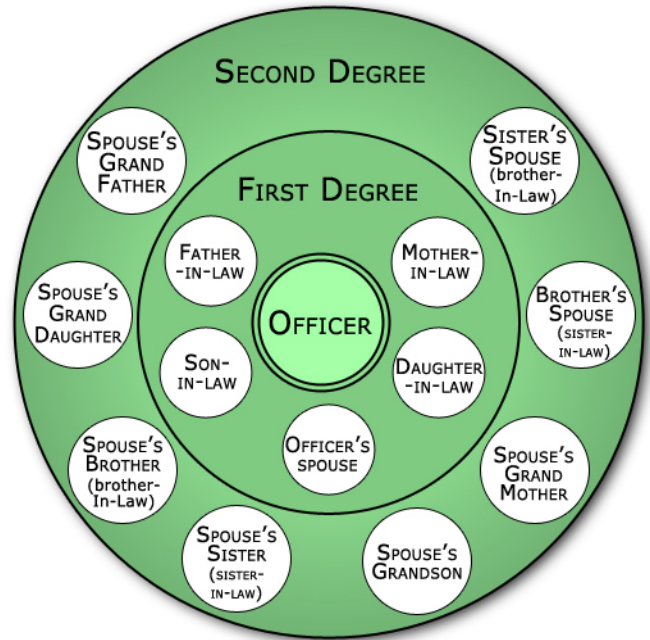 Second Degree
Spouse's
Grand
Father
Sister's
Spouse
(brother-
In-Law)
First Degree
Father
-in-law
Mother-
in-law
Spouse's
Grand
Daughter
Officer
Brother's
Spouse
(sister-
in-law)
Son-
in-law
Daughter
-in-law
Officer's
spouse
Spouse's
Brother
(brother-
In-Law)
Spouse's
Grand
Mother
Spouse's
Sister
(sister-
in-law)
Spouse's
Grandson